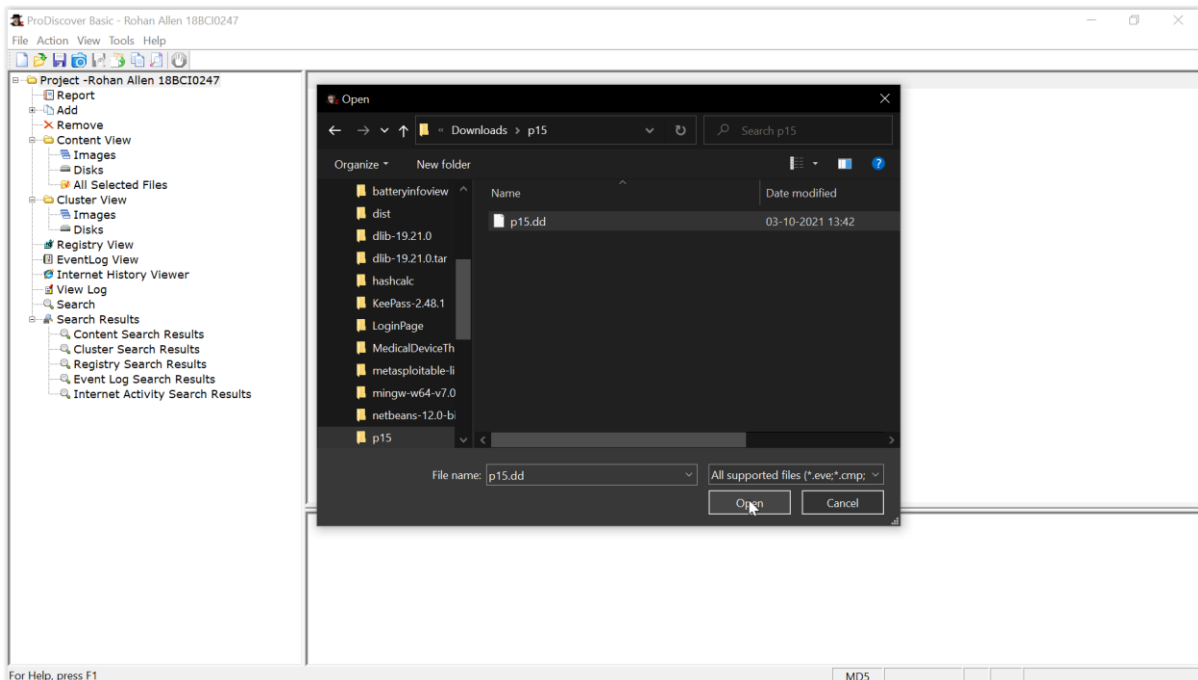 ProDiscover Basic - Rohan Allen 18BCI0247
File Action View Tools Help
Project -Rohan Allen 18BCI0247
Report
Add
Remove
Content View
Images
Disks
All Selected Files
Cluster View
Images
Disks
Registry View
EventLog View
Internet History Viewer
View Log
Search
Search Results
Content Search Results
Cluster Search Results
Registry Search Results
Event Log Search Results
Internet Activity Search Results
Open
« Downloads > p15
Search p15
Organize
New folder
batteryinfoview
dist
dlib-19.21.0
dlib-19.21.0.tar
hashcalc
KeePass-2.48.1
LoginPage
MedicalDeviceTh
metasploitable-li
mingw-w64-v7.0
netbeans-12.0-bi
p15
Name Date modified
p15.dd 03-10-2021 13:42
File name: p15.dd
All supported files (*.eve;*.cmp;
Open Cancel
For Help, press F1
MD5